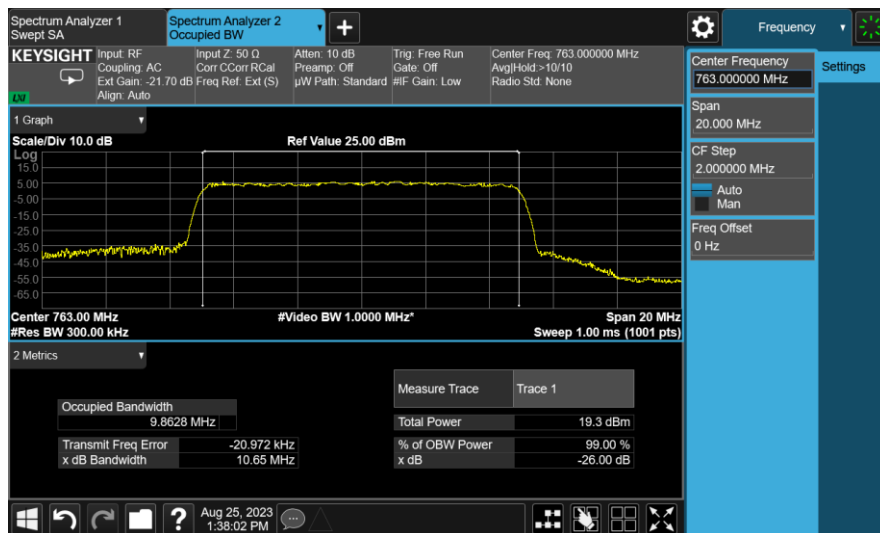 Spectrum Analyzer 1
Swept SA
Spectrum Analyzer 2
Occupied BW
+
Frequency
KEYSIGHT
Input: RF
Coupling: AC
Ext Gain: -21.70 dB
Align: Auto
Input Z: 50 Ω
Corr CCorr RCal
Freq Ref: Ext (S)
Atten: 10 dB
Preamp: Off
µW Path: Standard
Trig: Free Run
Gate: Off
#IF Gain: Low
Center Freq: 763.000000 MHz
Avg|Hold:>10/10
Radio Std: None
LXI
Center Frequency
763.000000 MHz
Settings
Span
20.000 MHz
CF Step
2.000000 MHz
Auto
Man
Freq Offset
0 Hz
1 Graph
Scale/Div 10.0 dB
Ref Value 25.00 dBm
Log
15.0
5.00
-5.00
-15.0
-25.0
-35.0
-45.0
-55.0
-65.0
Center 763.00 MHz
#Video BW 1.0000 MHz*
Span 20 MHz
#Res BW 300.00 kHz
Sweep 1.00 ms (1001 pts)
2 Metrics
Measure Trace
Trace 1
Occupied Bandwidth
9.8628 MHz
Total Power
19.3 dBm
Transmit Freq Error
-20.972 kHz
% of OBW Power
99.00 %
x dB Bandwidth
10.65 MHz
x dB
-26.00 dB
?
Aug 25, 2023
1:38:02 PM